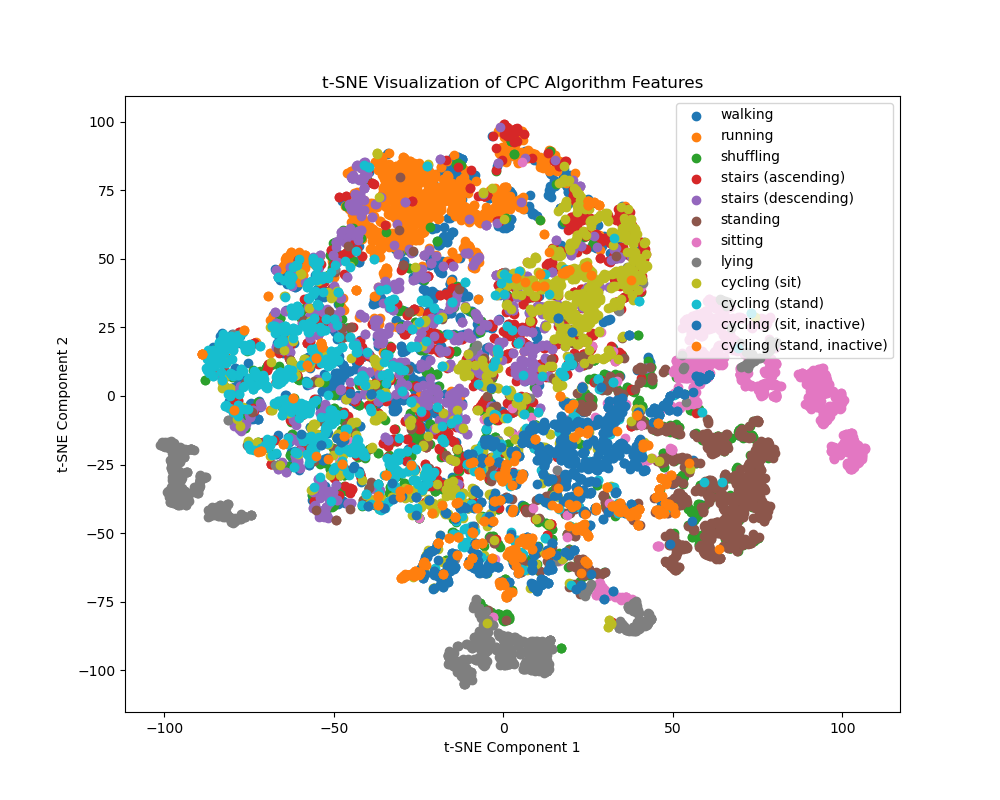 t-SNE Visualization of CPC Algorithm Features
walking
running
shuffling
stairs (ascending)
stairs (descending)
standing
sitting
lying
cycling (sit)
cycling (stand)
cycling (sit, inactive)
cycling (stand, inactive)
100
75
50
25
0
−25
−50
−75
−100
t-SNE Component 2
−100
−50
0
50
100
t-SNE Component 1